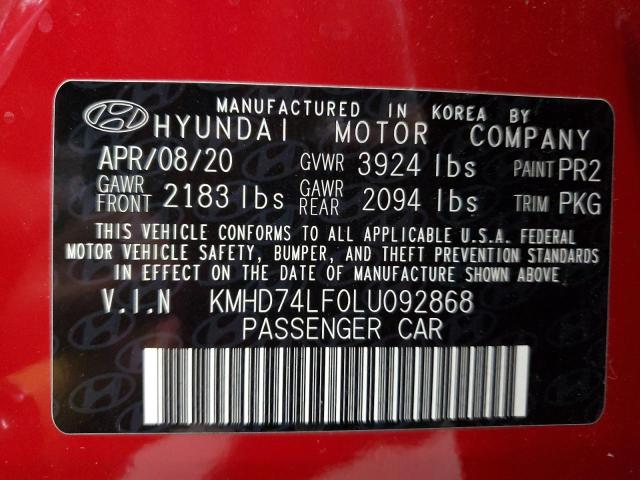 MANUFACTURED IN KOREA BY
HYUNDAI MOTOR COMPANY
APR/08/20 GVWR 3924 lbs PAINT PR2
GAWR FRONT 2183 lbs GAWR REAR 2094 lbs TRIM PKG
THIS VEHICLE CONFORMS TO ALL APPLICABLE U.S.A. FEDERAL
MOTOR VEHICLE SAFETY, BUMPER, AND THEFT PREVENTION STANDARDS
IN EFFECT ON THE DATE OF MANUFACTURE SHOWN ABOVE.
V.I.N KMHD74LF0LU092868
PASSENGER CAR